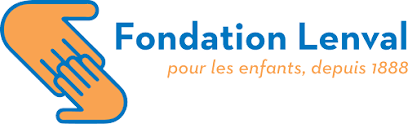 Fondation Lenval
pour les enfants, depuis 1888